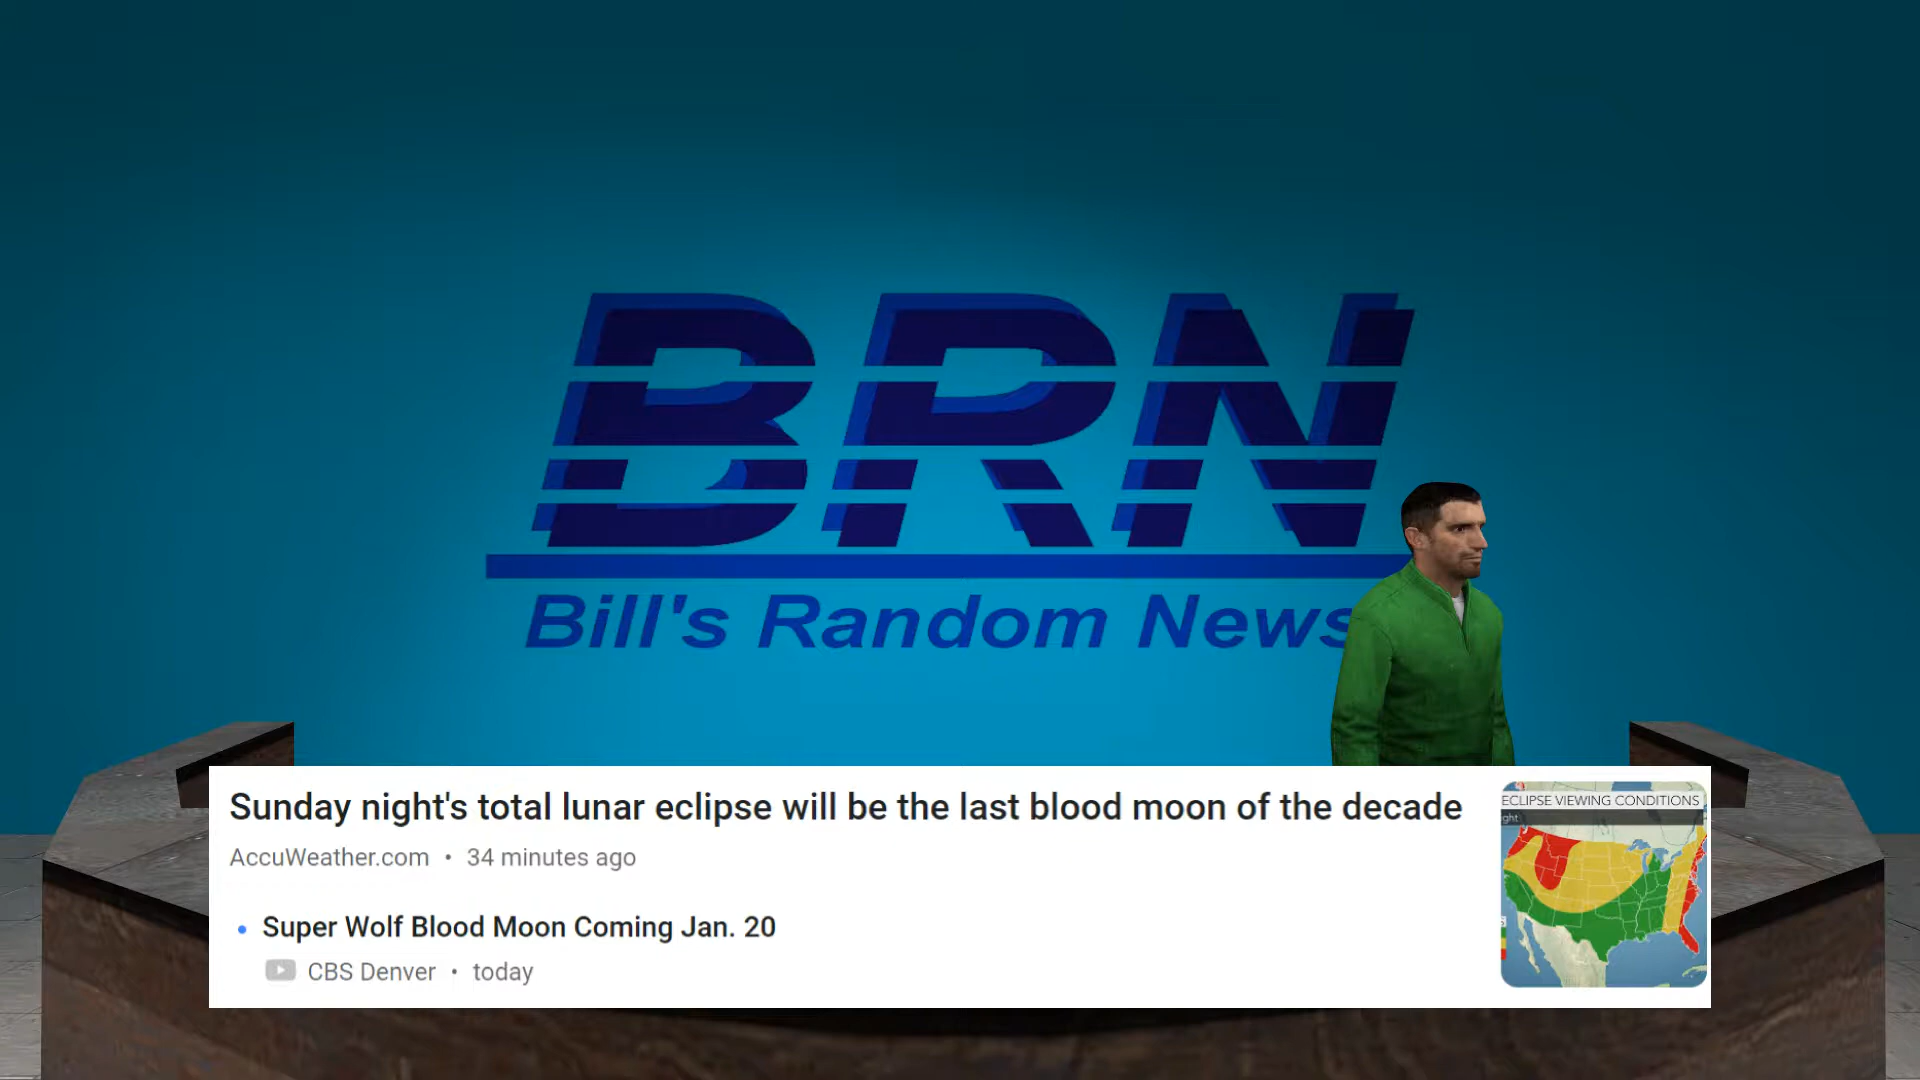 BRN
Bill's Random News
Sunday night's total lunar eclipse will be the last blood moon of the decade
AccuWeather.com • 34 minutes ago
ECLIPSE VIEWING CONDITIONS
ght
• Super Wolf Blood Moon Coming Jan. 20
CBS Denver • today